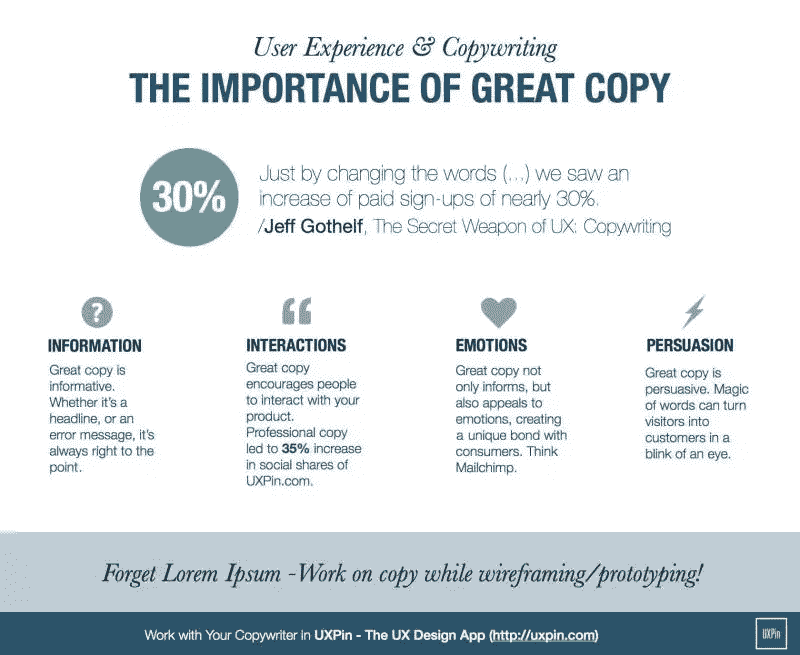 User Experience & Copywriting
THE IMPORTANCE OF GREAT COPY
30%
Just by changing the words (...) we saw an
increase of paid sign-ups of nearly 30%.
/Jeff Gothelf, The Secret Weapon of UX: Copywriting
?
INFORMATION
Great copy is
informative.
Whether it's a
headline, or an
error message, it's
always right to the
point.
INTERACTIONS
Great copy
encourages people
to interact with your
product.
Professional copy
led to 35% increase
in social shares of
UXPin.com.
EMOTIONS
Great copy not
only informs, but
also appeals to
emotions, creating
a unique bond with
consumers. Think
Mailchimp.
PERSUASION
Great copy is
persuasive. Magic
of words can turn
visitors into
customers in a
blink of an eye.
Forget Lorem Ipsum -Work on copy while wireframing/prototyping!
Work with Your Copywriter in UXPin - The UX Design App (http://uxpin.com)
UXPin